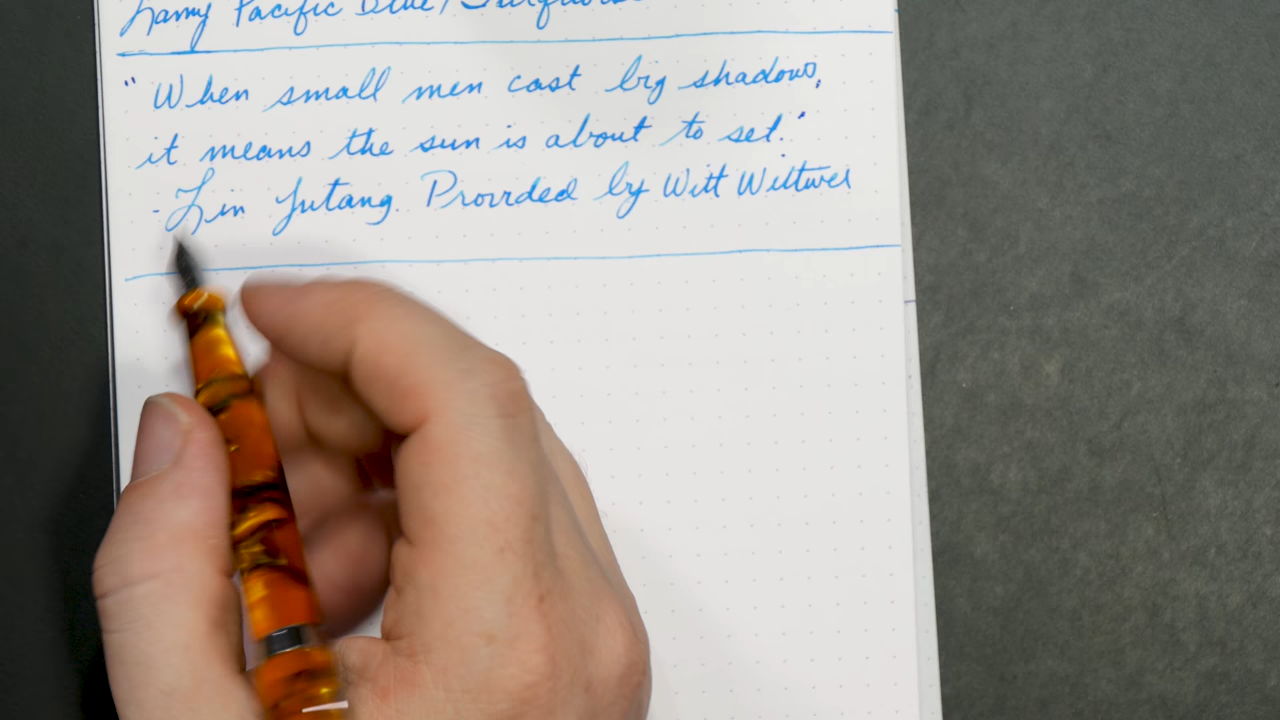 Lamy Pacific Blue / Turquoise
"When small men cast big shadows,
it means the sun is about to set."
- Lin Yutang. Provided by Witt Wittwer